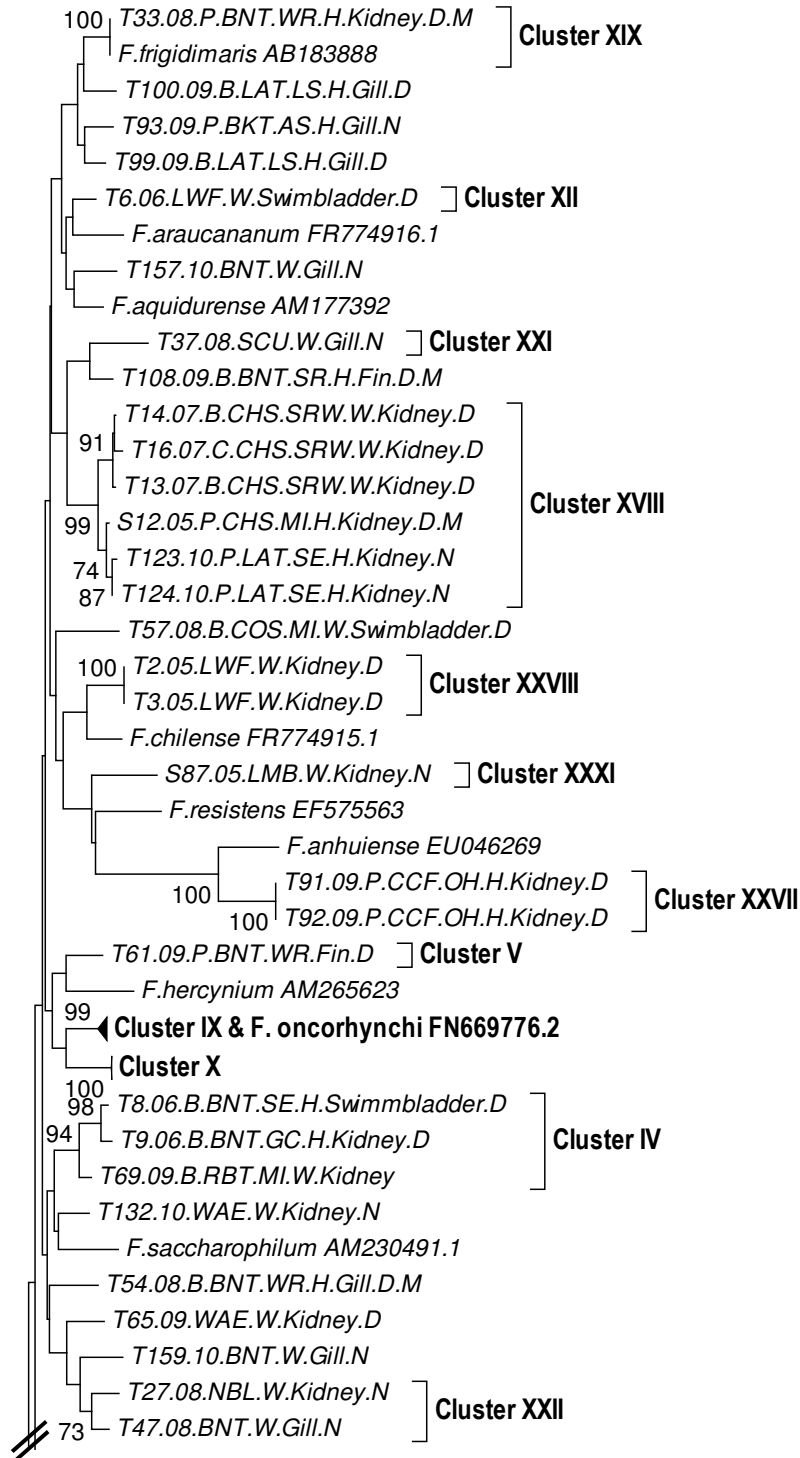 100 T33.08.P.BNT.WR.H.Kidney.D.M
Cluster XIX
F.frigidimaris AB183888
T100.09.B.LAT.LS.H.Gill.D
T93.09.P.BKT.AS.H.Gill.N
T99.09.B.LAT.LS.H.Gill.D
T6.06.LWF.W.Swimbladder.D Cluster XII
F.araucananum FR774916.1
T157.10.BNT.W.Gill.N
F.aquidurense AM177392
T37.08.SCU.W.Gill.N Cluster XXI
T108.09.B.BNT.SR.H.Fin.D.M
T14.07.B.CHS.SRW.W.Kidney.D
91 T16.07.C.CHS.SRW.W.Kidney.D
T13.07.B.CHS.SRW.W.Kidney.D
Cluster XVIII
99 S12.05.P.CHS.MI.H.Kidney.D.M
74 T123.10.P.LAT.SE.H.Kidney.N
87 T124.10.P.LAT.SE.H.Kidney.N
T57.08.B.COS.MI.W.Swimbladder.D
100 T2.05.LWF.W.Kidney.D
Cluster XXVIII
T3.05.LWF.W.Kidney.D
F.chilense FR774915.1
S87.05.LMB.W.Kidney.N Cluster XXXI
F.resistens EF575563
F.anhuiense EU046269
100 T91.09.P.CCF.OH.H.Kidney.D
Cluster XXVII
100 T92.09.P.CCF.OH.H.Kidney.D
T61.09.P.BNT.WR.Fin.D Cluster V
F.hercynium AM265623
99 Cluster IX & F. oncorhynchi FN669776.2
Cluster X
100
98 T8.06.B.BNT.SE.H.Swimmbladder.D
94 T9.06.B.BNT.GC.H.Kidney.D
Cluster IV
T69.09.B.RBT.MI.W.Kidney
T132.10.WAE.W.Kidney.N
F.saccharophilum AM230491.1
T54.08.B.BNT.WR.H.Gill.D.M
T65.09.WAE.W.Kidney.D
T159.10.BNT.W.Gill.N
T27.08.NBL.W.Kidney.N
Cluster XXII
73 T47.08.BNT.W.Gill.N